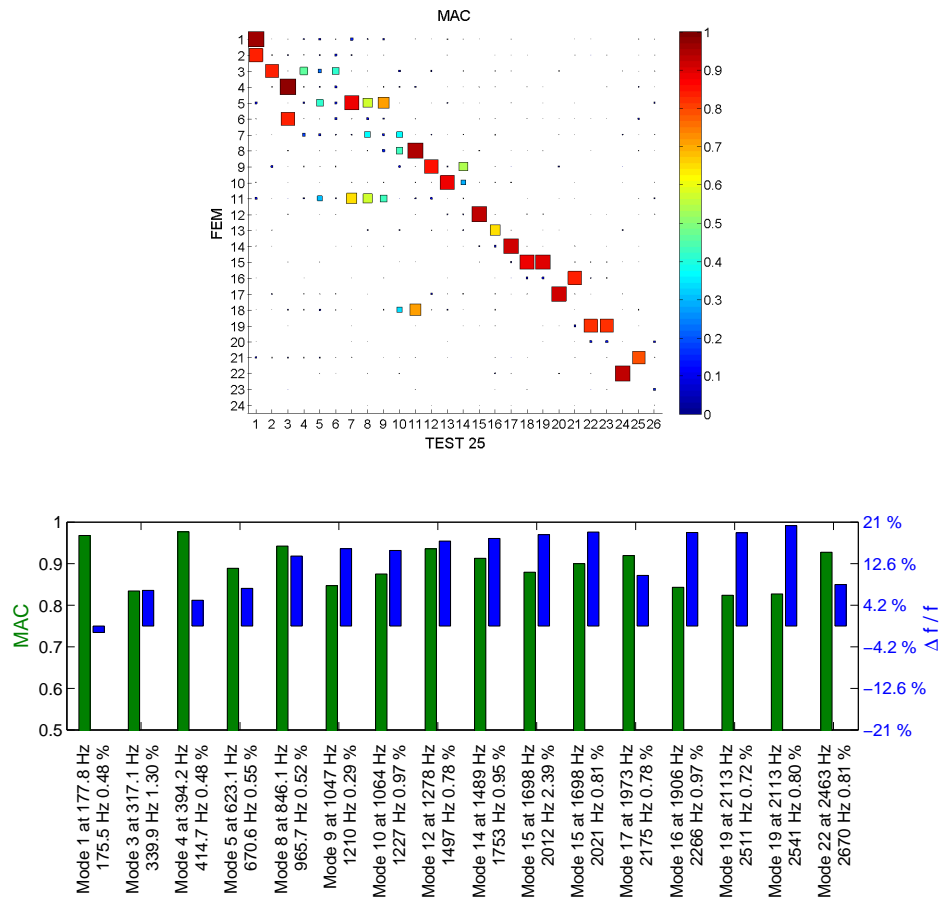 MAC
1
2
3
4
5
6
7
8
9
10
11
12
13
14
15
16
17
18
19
20
21
22
23
24
FEM
1 2 3 4 5 6 7 8 9 10 11 12 13 14 15 16 17 18 19 20 21 22 23 24 25 26
TEST 25
1
0.9
0.8
0.7
0.6
0.5
0.4
0.3
0.2
0.1
0
1
0.9
0.8
0.7
0.6
0.5
MAC
21 %
12.6 %
4.2 %
−4.2 %
−12.6 %
−21 %
Δ f / f
Mode 1 at 177.8 Hz
175.5 Hz 0.48 %
Mode 3 at 317.1 Hz
339.9 Hz 1.30 %
Mode 4 at 394.2 Hz
414.7 Hz 0.48 %
Mode 5 at 623.1 Hz
670.6 Hz 0.55 %
Mode 8 at 846.1 Hz
965.7 Hz 0.52 %
Mode 9 at 1047 Hz
1210 Hz 0.29 %
Mode 10 at 1064 Hz
1227 Hz 0.97 %
Mode 12 at 1278 Hz
1497 Hz 0.78 %
Mode 14 at 1489 Hz
1753 Hz 0.95 %
Mode 15 at 1698 Hz
2012 Hz 2.39 %
Mode 15 at 1698 Hz
2021 Hz 0.81 %
Mode 17 at 1973 Hz
2175 Hz 0.78 %
Mode 16 at 1906 Hz
2266 Hz 0.97 %
Mode 19 at 2113 Hz
2511 Hz 0.72 %
Mode 19 at 2113 Hz
2541 Hz 0.80 %
Mode 22 at 2463 Hz
2670 Hz 0.81 %